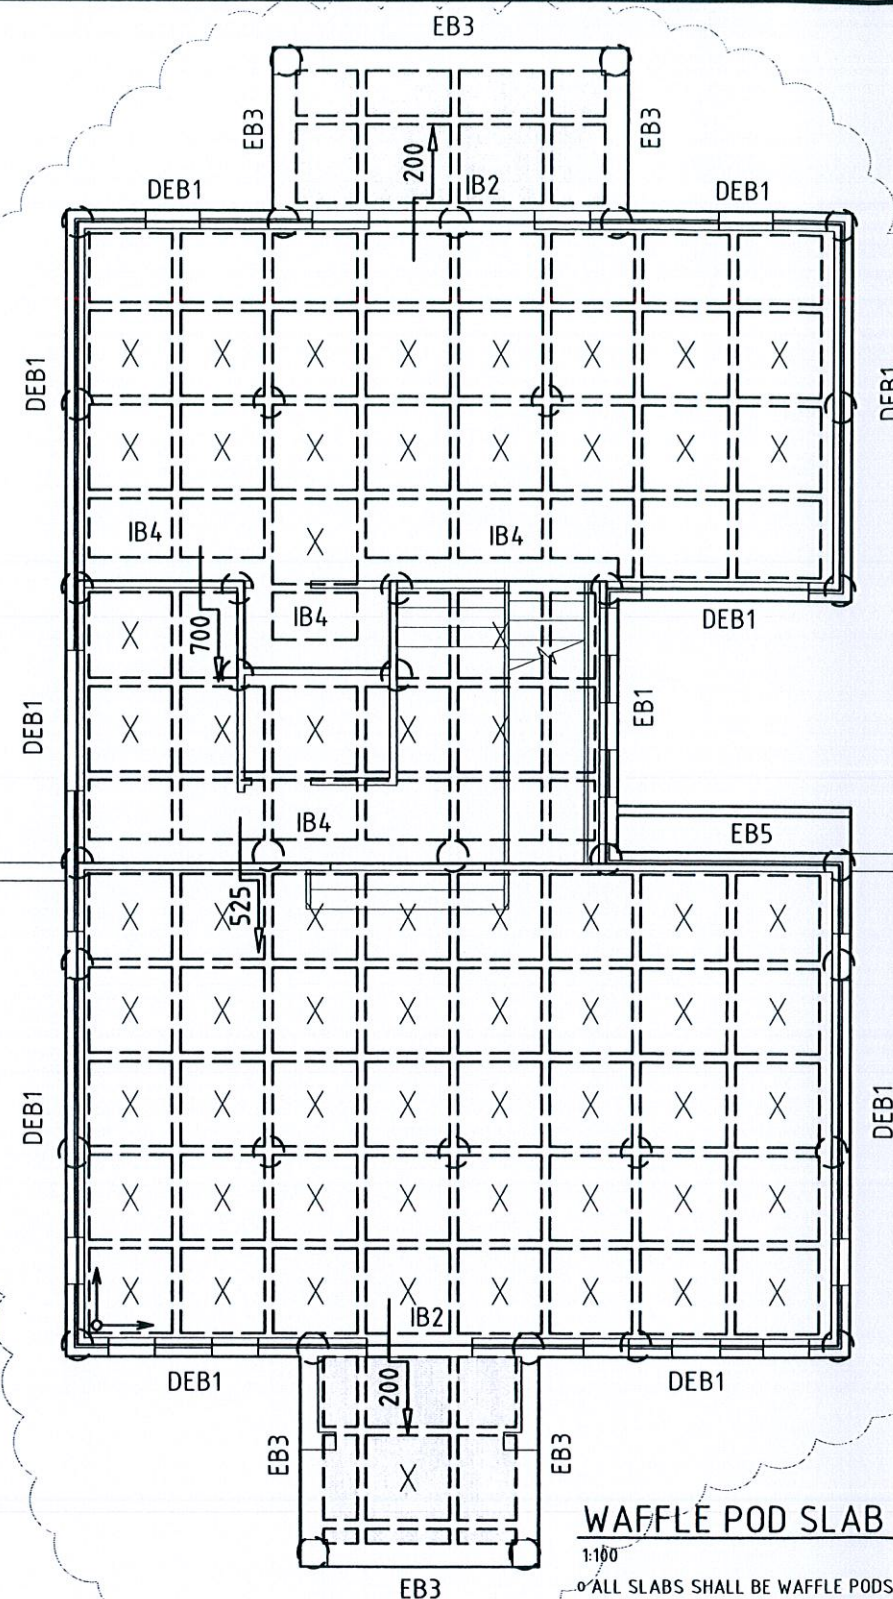 EB3
EB3
EB3
200
IB2
DEB1
DEB1
DEB1
DEB1
X X X X X X X X
X X X X X X X X
IB4
X
IB4
DEB1
IB4
700
X
X
DEB1
X X X X X
EB1
IB4
EB5
525
X X X X X X X X
X X X X X X X X
DEB1
X X X X X X X X
DEB1
X X X X X X X X
X X X X X X X X
IB2
DEB1
200
DEB1
EB3
X
EB3
WAFFLE POD SLAB
1:100
o ALL SLABS SHALL BE WAFFLE PODS
EB3